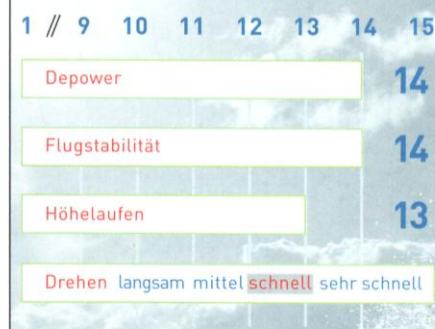 1 // 9 10 11 12 13 14 15
Depower 14
Flugstabilität 14
Höhelaufen 13
Drehen langsam mittel schnell sehr schnell